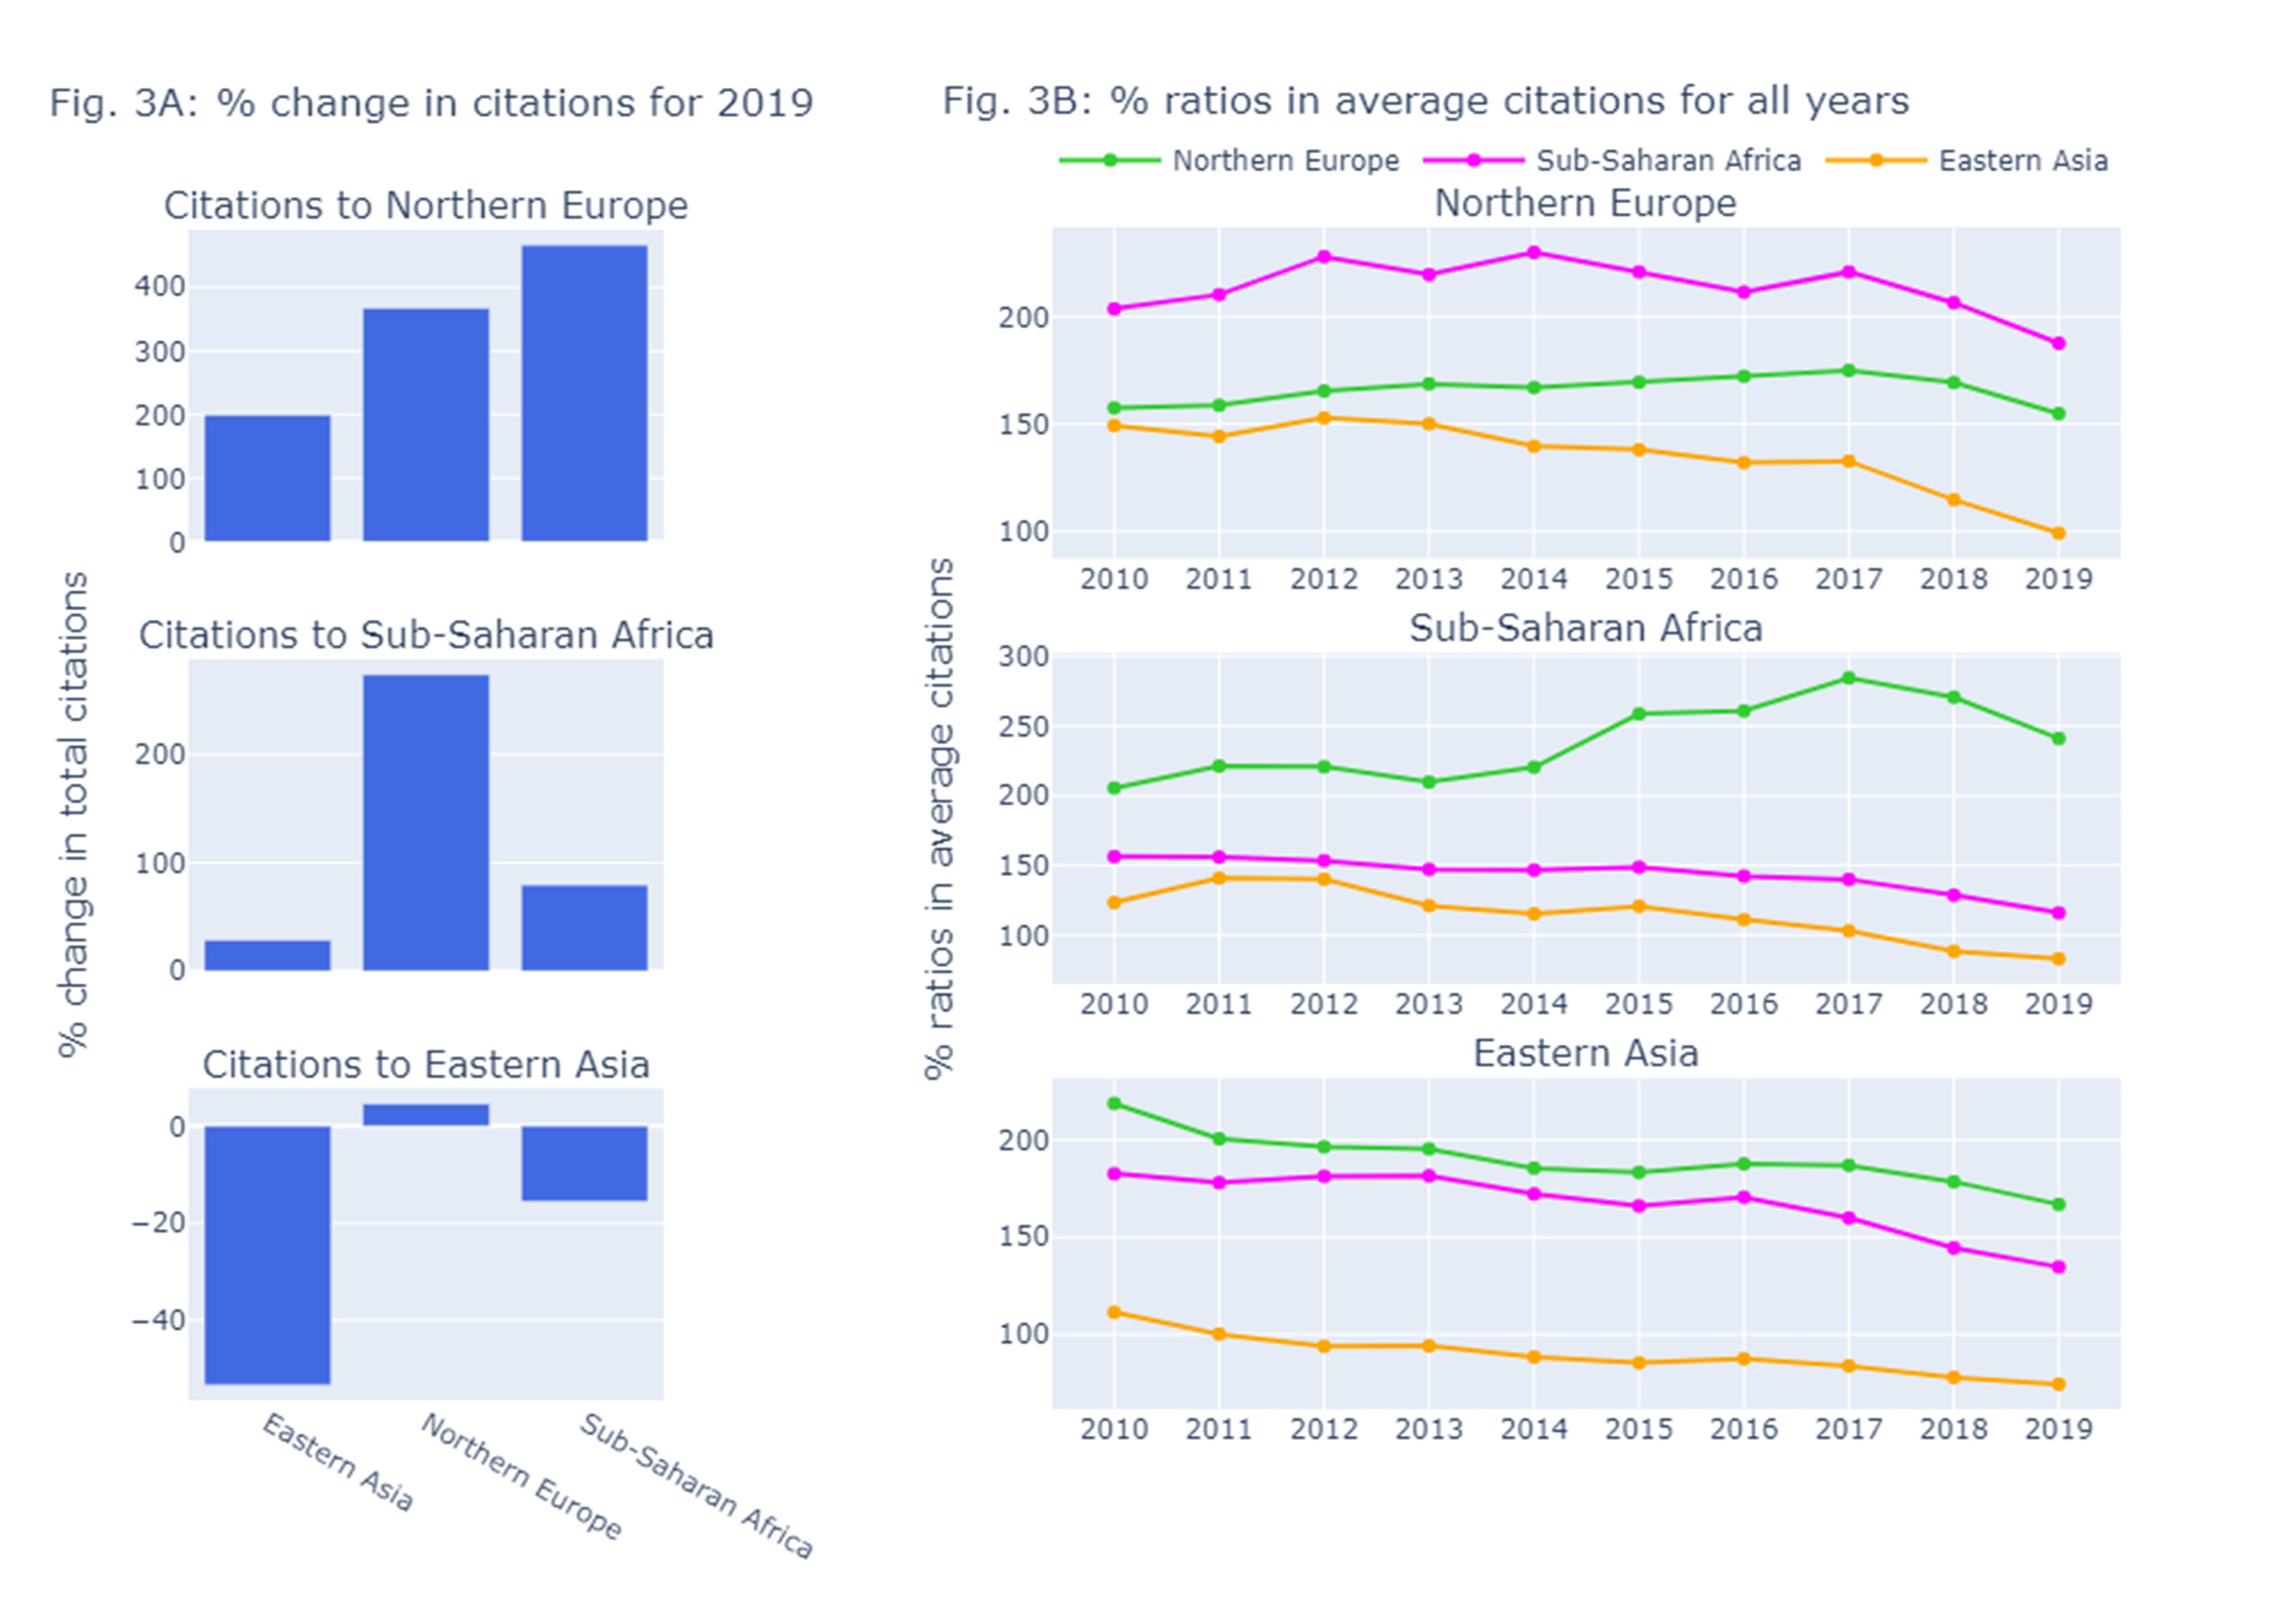 Fig. 3A: % change in citations for 2019
% change in total citations
Citations to Northern Europe
400
300
200
100
0
Citations to Sub-Saharan Africa
200
100
0
Citations to Eastern Asia
0
−20
−40
Eastern Asia
Northern Europe
Sub-Saharan Africa
Fig. 3B: % ratios in average citations for all years
Northern Europe Sub-Saharan Africa Eastern Asia
% ratios in average citations
Northern Europe
200
150
100
2010 2011 2012 2013 2014 2015 2016 2017 2018 2019
Sub-Saharan Africa
300
250
200
150
100
2010 2011 2012 2013 2014 2015 2016 2017 2018 2019
Eastern Asia
200
150
100
2010 2011 2012 2013 2014 2015 2016 2017 2018 2019